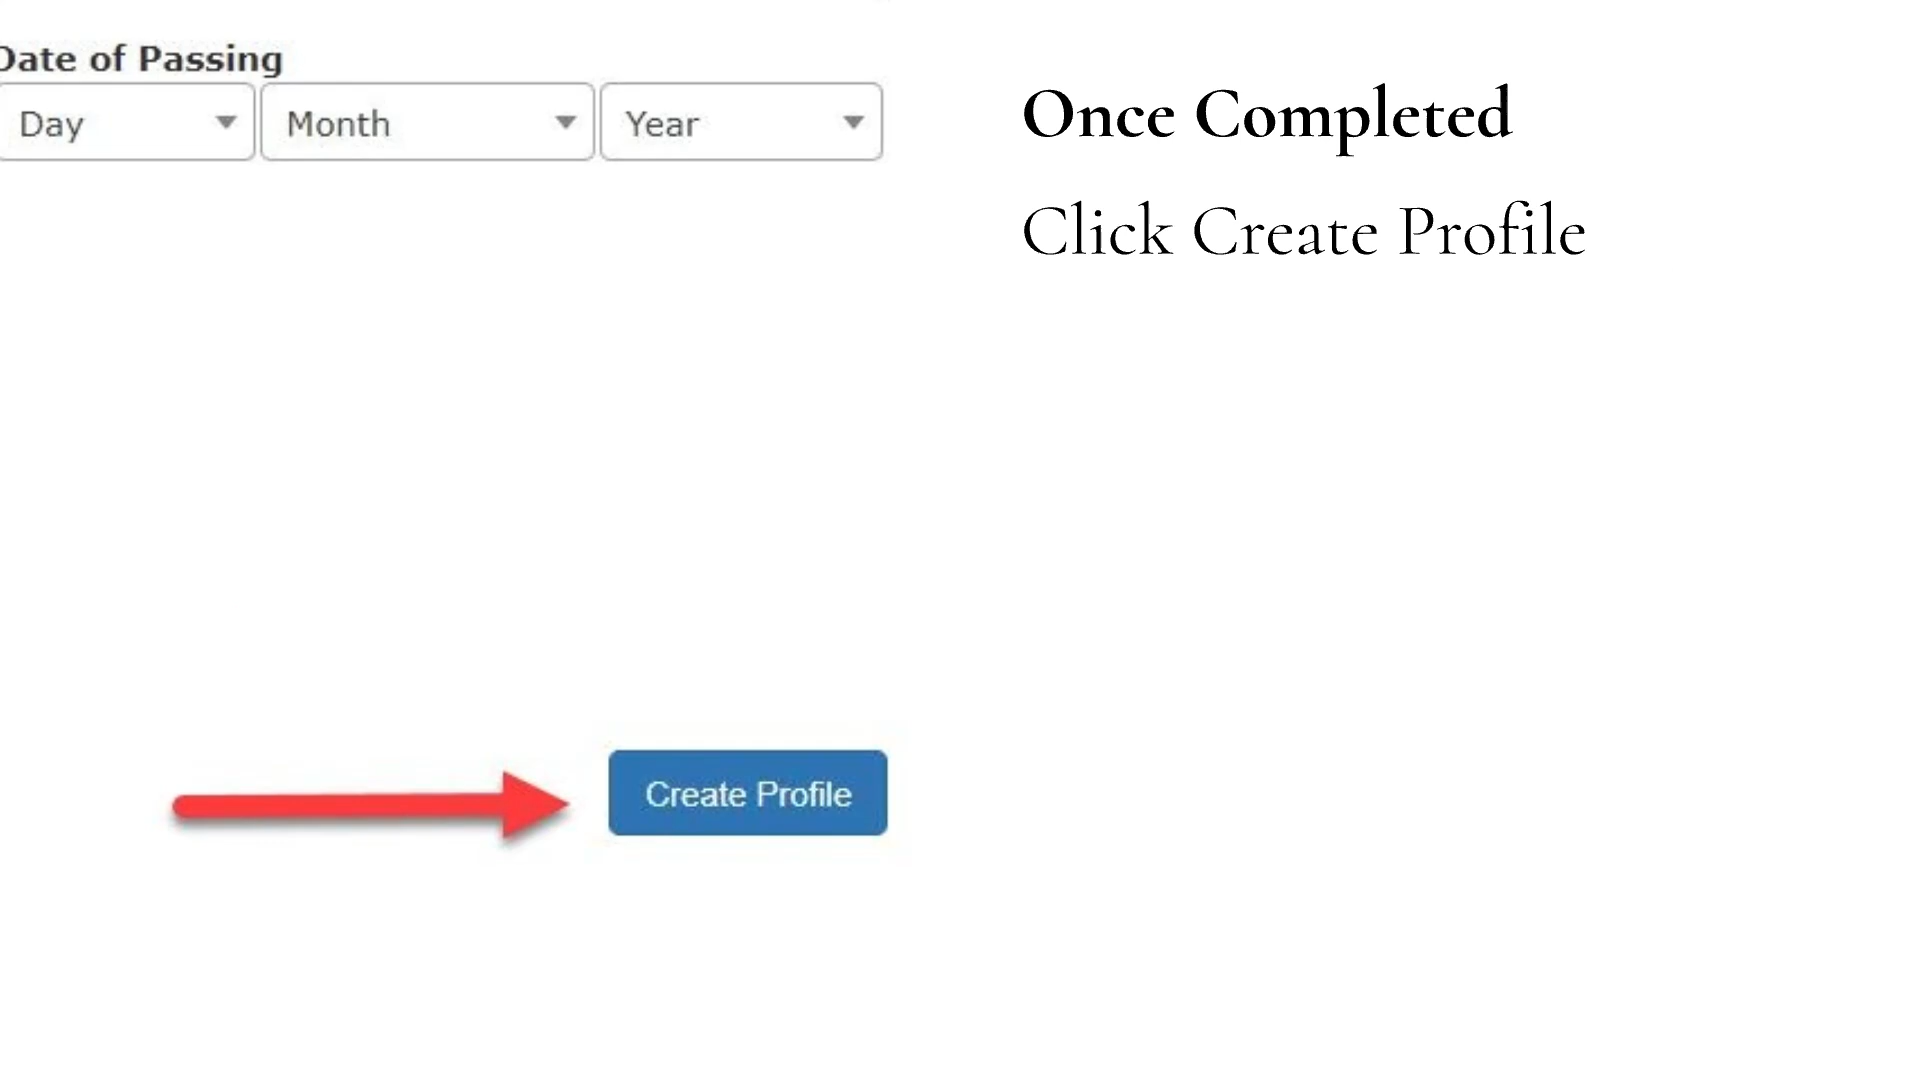 Date of Passing
Day Month Year
Once Completed
Click Create Profile
Create Profile